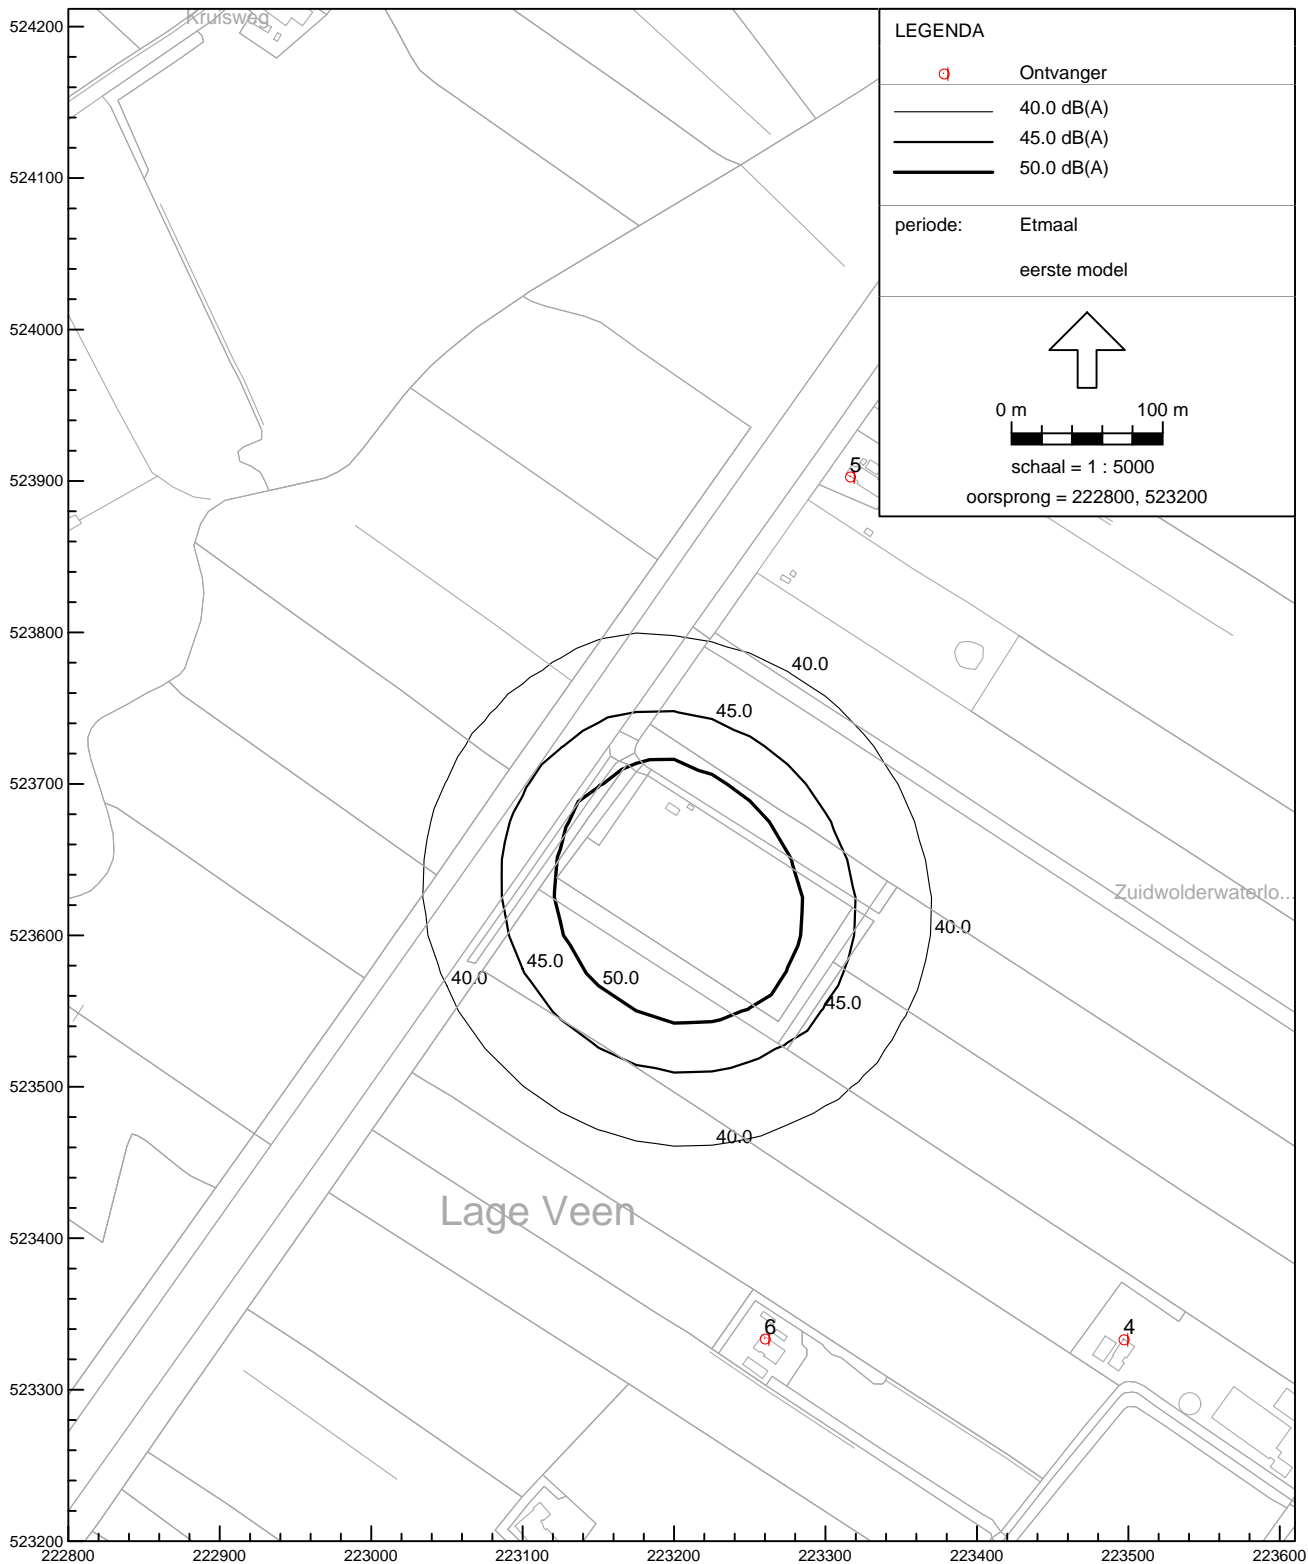 Kruisweg
LEGENDA
Ontvanger
40.0 dB(A)
45.0 dB(A)
50.0 dB(A)
periode: Etmaal
eerste model
0 m 100 m
schaal = 1 : 5000
oorsprong = 222800, 523200
524200
524100
524000
523900
523800
523700
523600
523500
523400
523300
523200
5
40.0
45.0
Zuidwolderwaterlo...
40.0
45.0
40.0
50.0
45.0
40.0
Lage Veen
6
4
222800 222900 223000 223100 223200 223300 223400 223500 223600